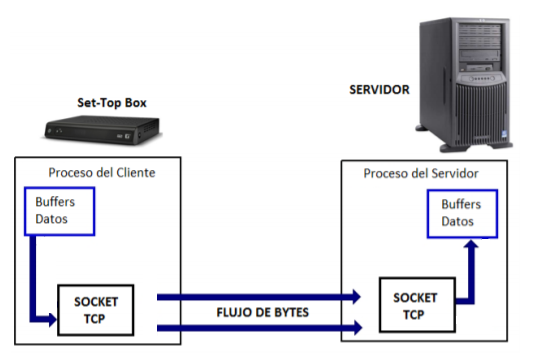 SERVIDOR
Set-Top Box
Proceso del Cliente
Proceso del Servidor
Buffers
Datos
Buffers
Datos
SOCKET
TCP
FLUJO DE BYTES
SOCKET
TCP